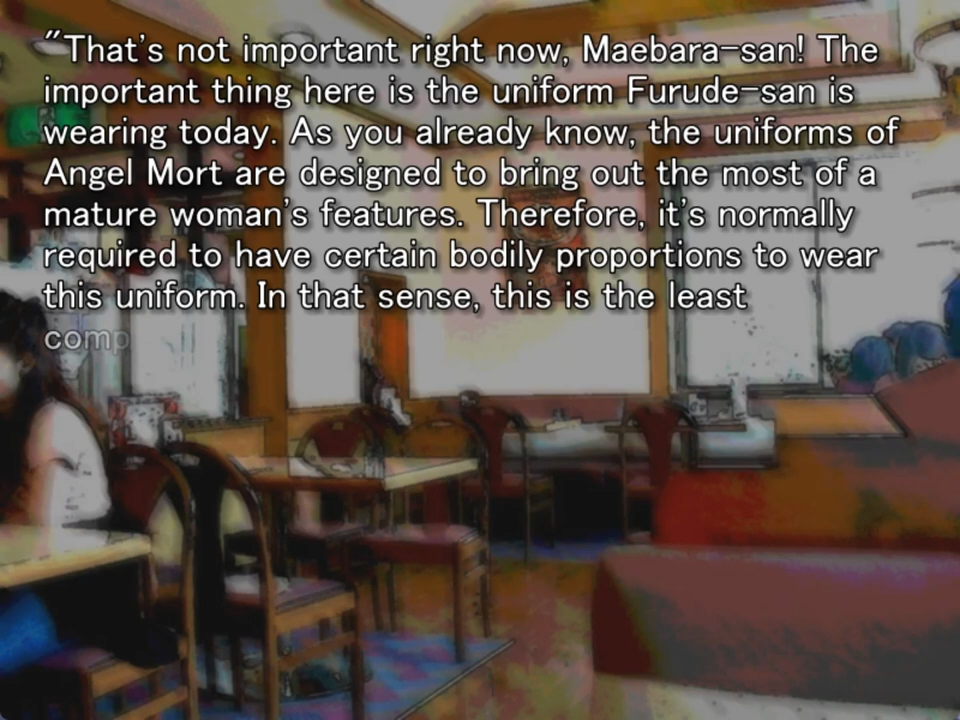 “That's not important right now, Maebara-san! The
important thing here is the uniform Furude-san is
wearing today. As you already know, the uniforms of
Angel Mort are designed to bring out the most of a
mature woman's features. Therefore, it's normally
required to have certain bodily proportions to wear
this uniform. In that sense, this is the least
comp